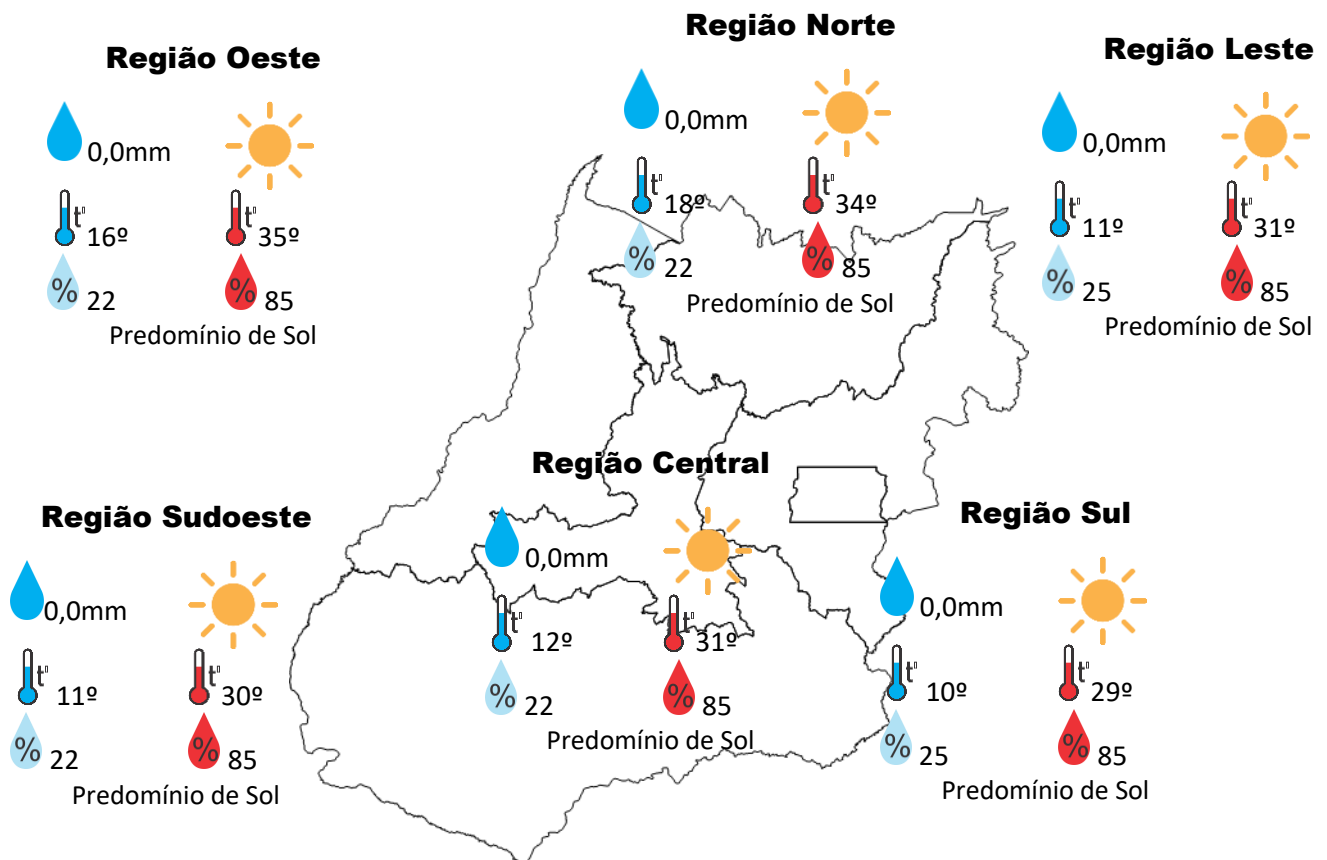 Região Oeste
0,0mm
t°
16º
t°
35º
%
22
%
85
Predomínio de Sol
Região Norte
0,0mm
t°
18º
t°
34º
%
22
%
85
Predomínio de Sol
Região Leste
0,0mm
t°
11º
t°
31º
%
25
%
85
Predomínio de Sol
Região Sudoeste
0,0mm
t°
11º
t°
30º
%
22
%
85
Predomínio de Sol
Região Central
0,0mm
t°
12º
t°
31º
%
22
%
85
Predomínio de Sol
Região Sul
0,0mm
t°
10º
t°
29º
%
25
%
85
Predomínio de Sol